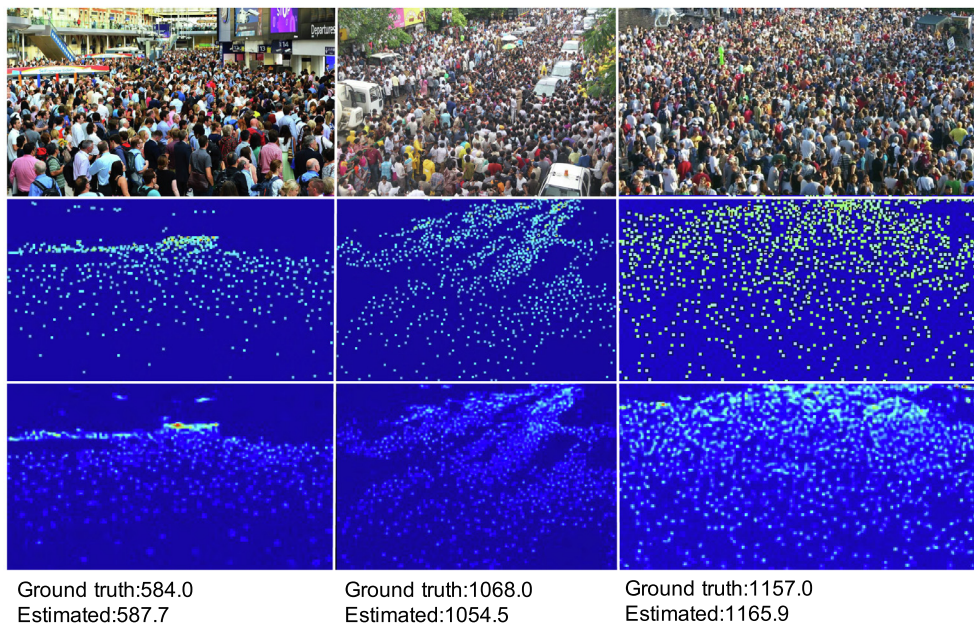 Departures
Ground truth:584.0
Estimated:587.7
Ground truth:1068.0
Estimated:1054.5
Ground truth:1157.0
Estimated:1165.9